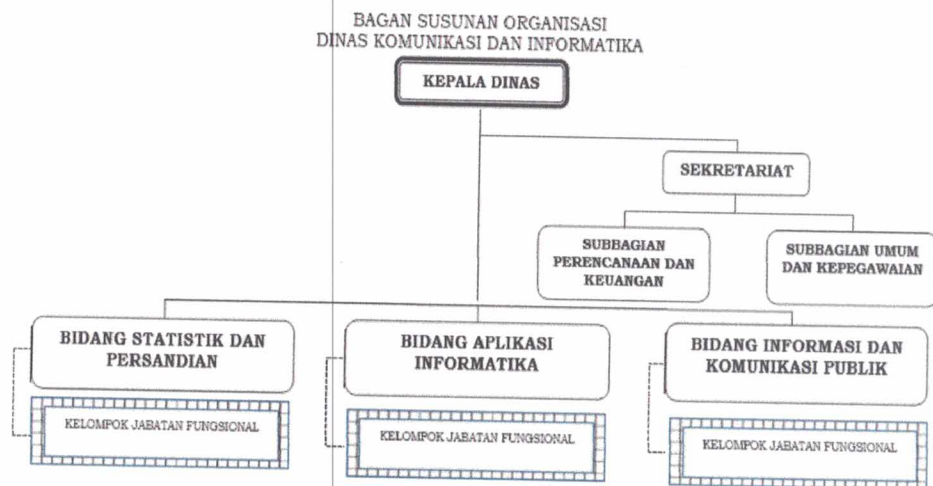 BAGAN SUSUNAN ORGANISASI
DINAS KOMUNIKASI DAN INFORMATIKA
KEPALA DINAS
SEKRETARIAT
SUBBAGIAN
PERENCANAAN DAN
KEUANGAN
SUBBAGIAN UMUM
DAN KEPEGAWAIAN
BIDANG STATISTIK DAN
PERSANDIAN
BIDANG APLIKASI
INFORMATIKA
BIDANG INFORMASI DAN
KOMUNIKASI PUBLIK
KELOMPOK JABATAN FUNGSIONAL
KELOMPOK JABATAN FUNGSIONAL
KELOMPOK JABATAN FUNGSIONAL